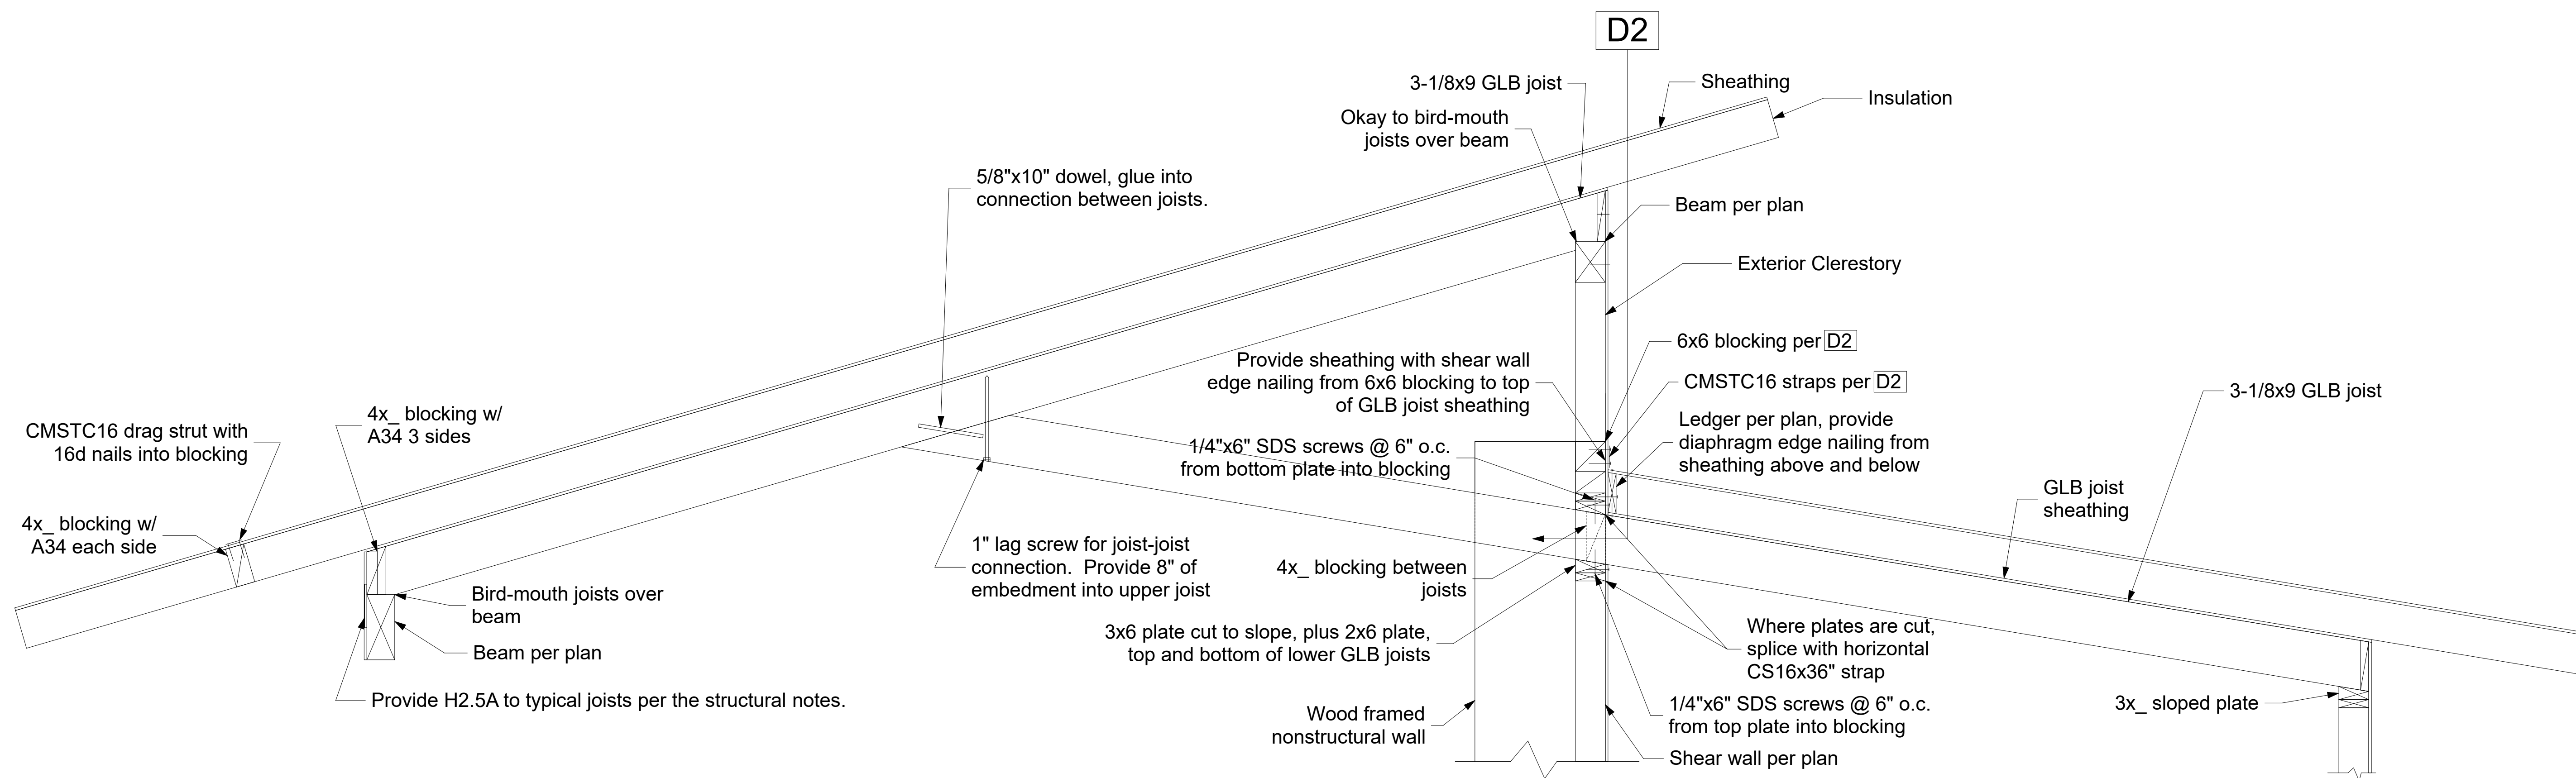 D2
3-1/8x9 GLB joist
Sheathing
Insulation
Okay to bird-mouth
joists over beam
5/8"x10" dowel, glue into
connection between joists.
Beam per plan
Exterior Clerestory
6x6 blocking per D2
Provide sheathing with shear wall
edge nailing from 6x6 blocking to top
of GLB joist sheathing
CMSTC16 straps per D2
3-1/8x9 GLB joist
4x_ blocking w/
A34 3 sides
CMSTC16 drag strut with
16d nails into blocking
Ledger per plan, provide
diaphragm edge nailing from
sheathing above and below
1/4"x6" SDS screws @ 6" o.c.
from bottom plate into blocking
GLB joist
sheathing
4x_ blocking w/
A34 each side
1" lag screw for joist-joist
connection.  Provide 8" of
embedment into upper joist
4x_ blocking between
joists
Bird-mouth joists over
beam
Beam per plan
3x6 plate cut to slope, plus 2x6 plate,
top and bottom of lower GLB joists
Where plates are cut,
splice with horizontal
CS16x36" strap
Provide H2.5A to typical joists per the structural notes.
1/4"x6" SDS screws @ 6" o.c.
from top plate into blocking
3x_ sloped plate
Wood framed
nonstructural wall
Shear wall per plan